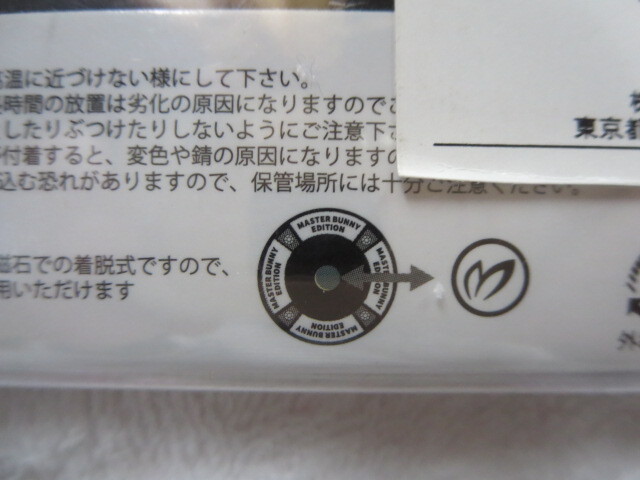 温に近づけない様にして下さい。
時間の放置は劣化の原因になりますのでご
したりぶつけたりしないようにご注意下さ
付着すると、変色や錆の原因になりますの
込む恐れがありますので、保管場所には十分ご注意ください。
東京都
磁石での着脱式ですので、
用いただけます
MASTER BUNNY EDITION
MASTER BUNNY EDITION
MASTER BUNNY EDITION
MASTER BUNNY EDITION